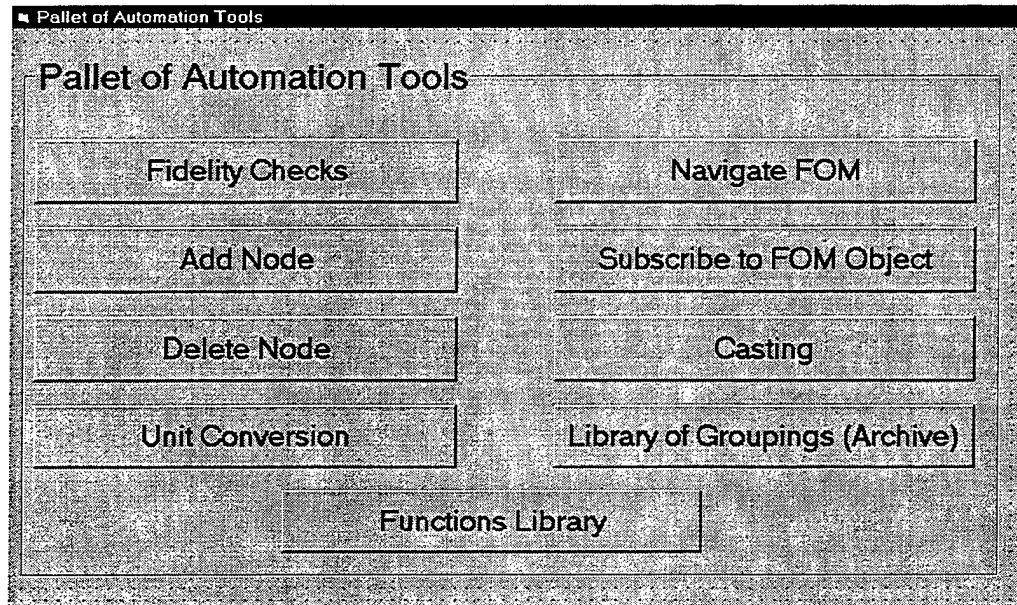 Pallet of Automation Tools
Pallet of Automation Tools
Fidelity Checks
Navigate FOM
Add Node
Subscribe to FOM Object
Delete Node
Casting
Unit Conversion
Library of Groupings (Archive)
Functions Library